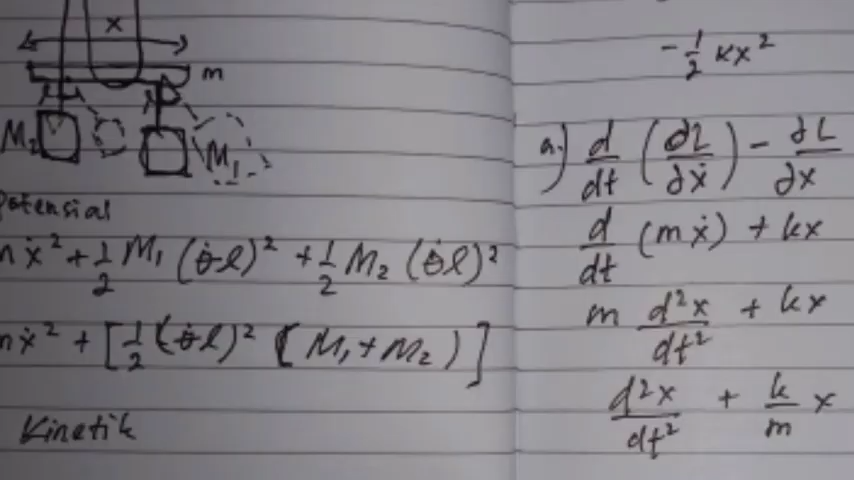 x
m
M₂ M₁
Potensial
mẋ² + 1/2 M₁ (θ̇l)² + 1/2 M₂ (θ̇l)²
mẋ² + [1/2 (θ̇l)² [M₁ + M₂)]
Kinetik
-1/2 kx²
a.) d/dt (∂L/∂ẋ) - ∂L/∂x
d/dt (mẋ) + kx
m d²x/dt² + kx
d²x/dt² + k/m x